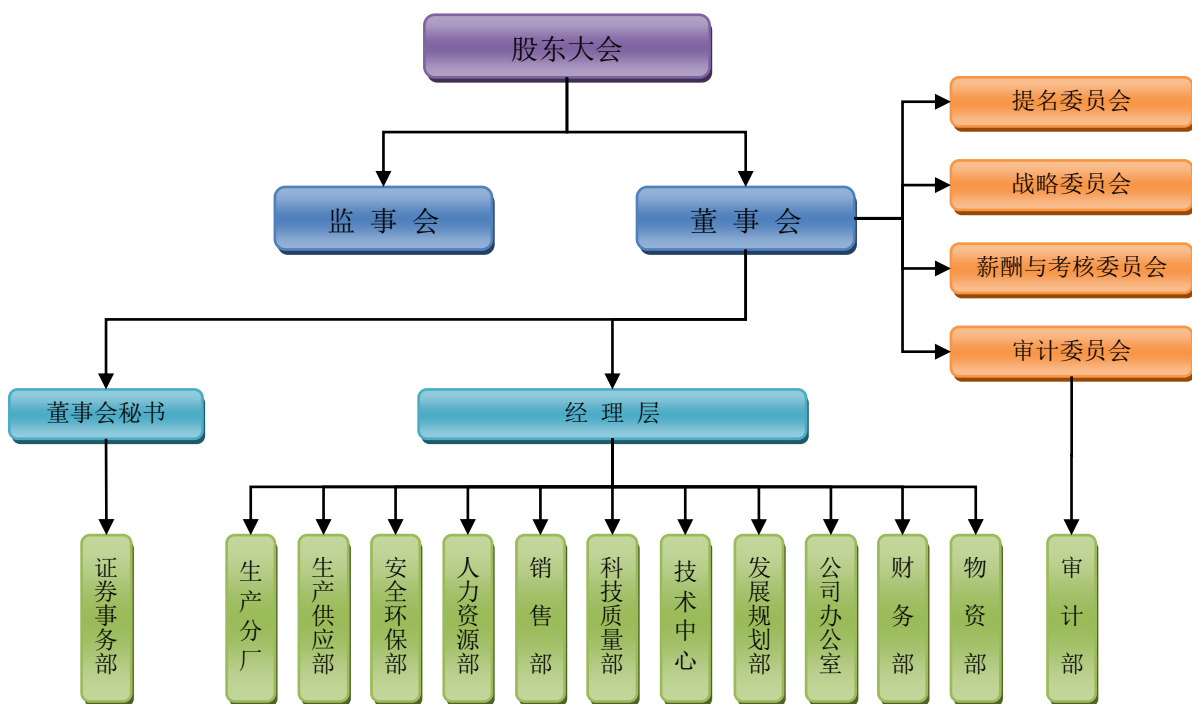 股东大会
提名委员会
战略委员会
监 事 会
董 事 会
薪酬与考核委员会
审计委员会
董事会秘书
经 理 层
证券事务部
生产分厂
生产供应部
安全环保部
人力资源部
销售部
科技质量部
技术中心
发展规划部
公司办公室
财务部
物资部
审计部